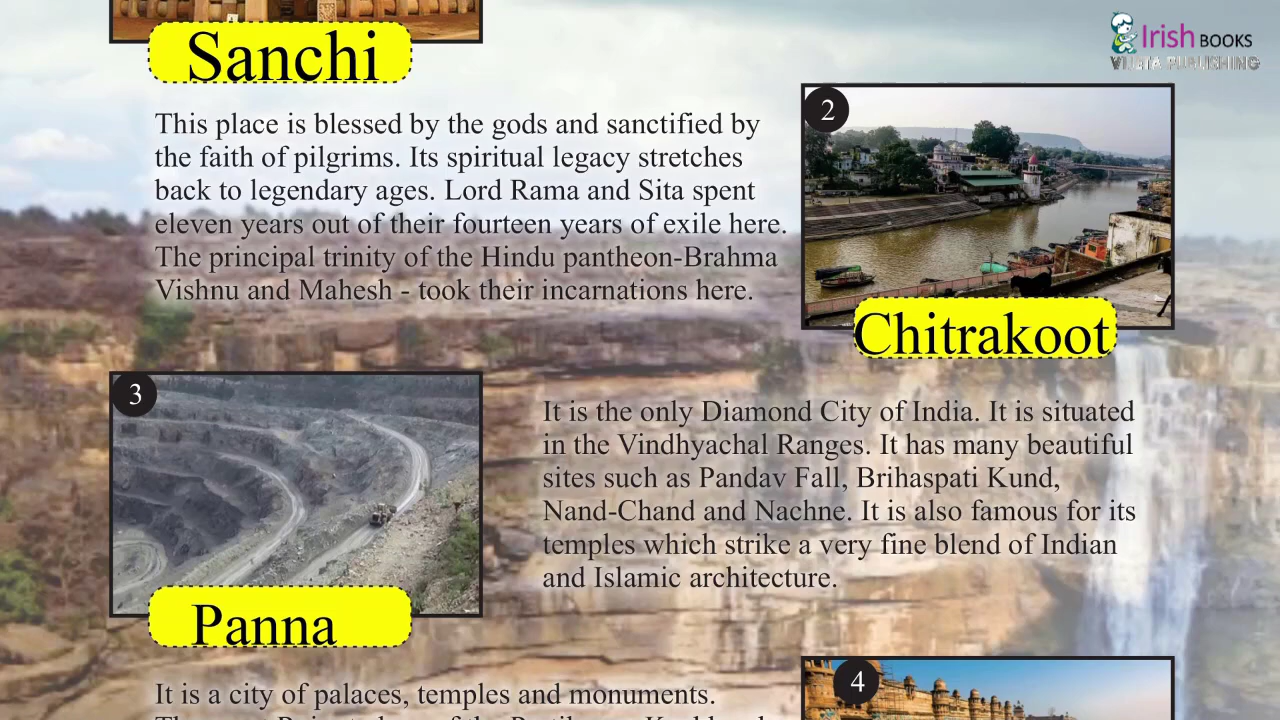 Sanchi
Irish BOOKS
PUBLISHING
This place is blessed by the gods and sanctified by
the faith of pilgrims. Its spiritual legacy stretches
back to legendary ages. Lord Rama and Sita spent
eleven years out of their fourteen years of exile here.
The principal trinity of the Hindu pantheon-Brahma
Vishnu and Mahesh - took their incarnations here.
2
Chitrakoot
3
Panna
It is the only Diamond City of India. It is situated
in the Vindhyachal Ranges. It has many beautiful
sites such as Pandav Fall, Brihaspati Kund,
Nand-Chand and Nachne. It is also famous for its
temples which strike a very fine blend of Indian
and Islamic architecture.
It is a city of palaces, temples and monuments.
4